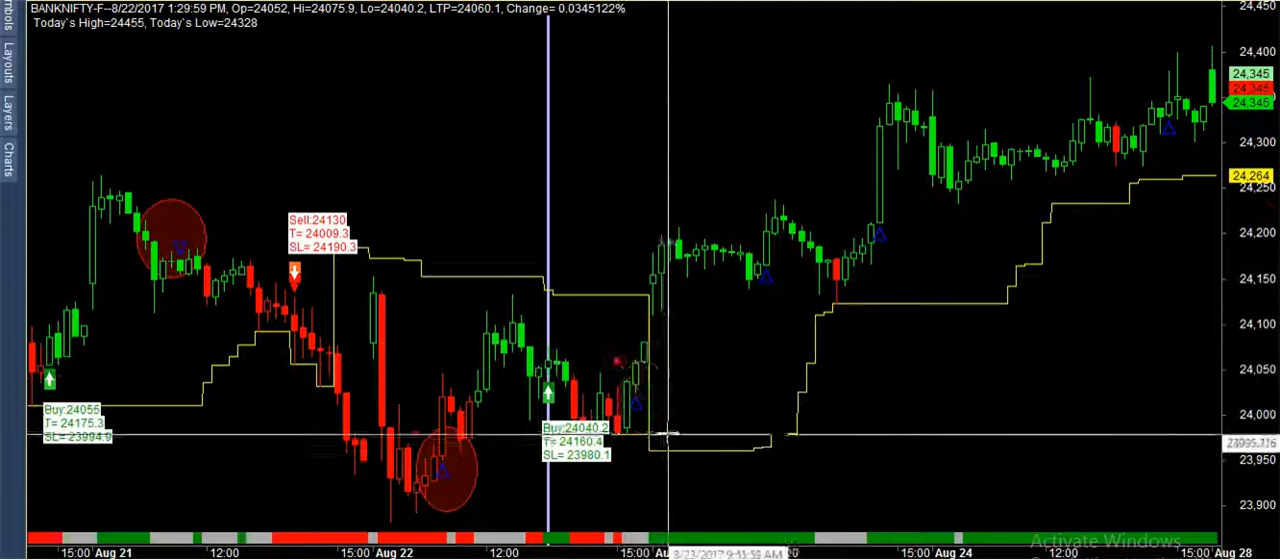 BANKNIFTY-F--8/22/2017 1:29:59 PM, Op=24052, Hi=24075.9, Lo=24040.2, LTP=24060.1, Change= 0.0345122%
Today`s High=24455, Today`s Low=24328
Layouts
Layers
Charts
Sell:24130
T= 24009.3
SL= 24190.3
Buy:24055
T= 24175.3
SL= 23994.9
Buy:24040.2
T= 24160.4
SL= 23980.1
24,450
24,400
24,345
24,345
24,345
24,300
24,264
24,250
24,200
24,150
24,100
24,050
24,000
23,950
23,900
Activate Windows
15:00 Aug 21 12:00 15:00 Aug 22 12:00 15:00 15:00 Aug 24 12:00 15:00 Aug 28